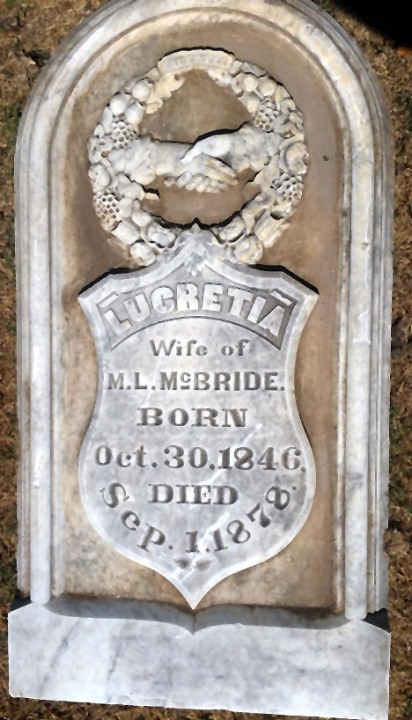 LUCRETIA
Wife of
M.L. McBRIDE.
BORN
Oct. 30. 1846.
DIED
Sep. 1. 1878.